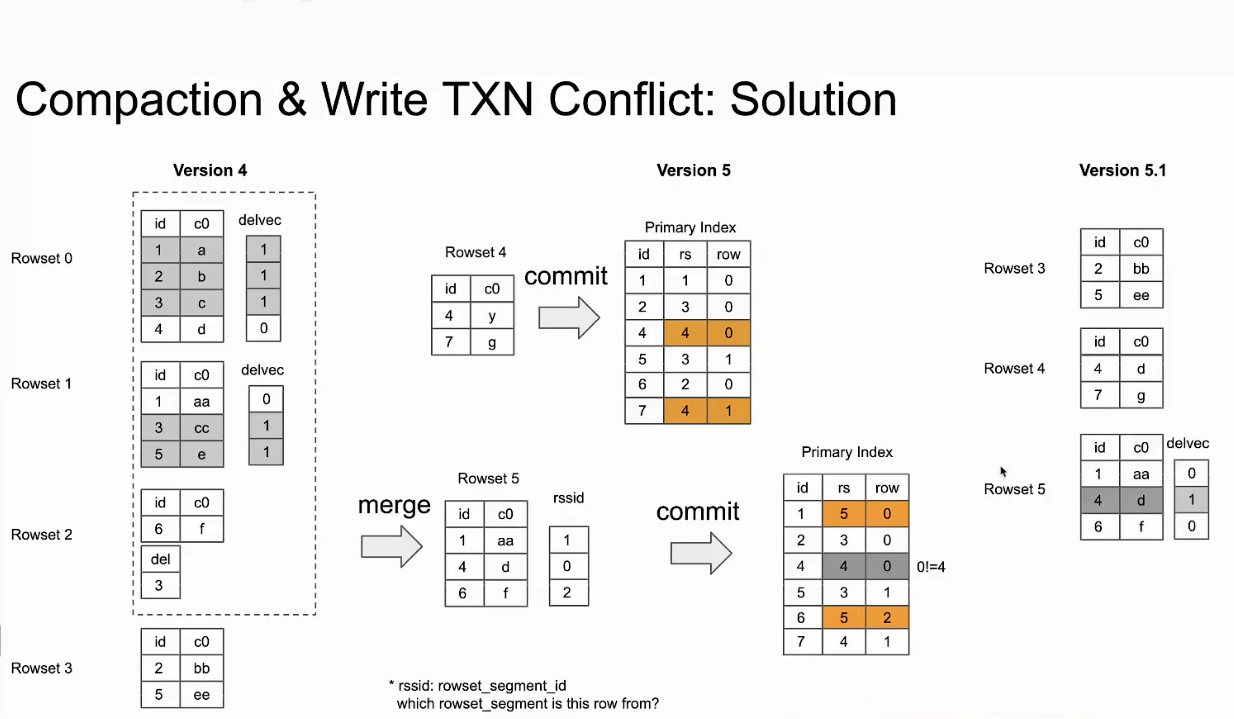 Compaction & Write TXN Conflict: Solution
Version 4
Rowset 0
id c0
1 a
2 b
3 c
4 d
delvec
1
1
1
0
Rowset 1
id c0
1 aa
3 cc
5 e
delvec
0
1
1
Rowset 2
id c0
6 f
del
3
Rowset 3
id c0
2 bb
5 ee
Rowset 4
id c0
4 y
7 g
commit
Version 5
Primary Index
id rs row
1 1 0
2 3 0
4 4 0
5 3 1
6 2 0
7 4 1
merge
Rowset 5
id c0
1 aa
4 d
6 f
rssid
1
0
2
commit
Primary Index
id rs row
1 5 0
2 3 0
4 4 0
5 3 1
6 5 2
7 4 1
0!=4
* rssid: rowset_segment_id
which rowset_segment is this row from?
Version 5.1
Rowset 3
id c0
2 bb
5 ee
Rowset 4
id c0
4 d
7 g
Rowset 5
id c0
1 aa
4 d
6 f
delvec
0
1
0